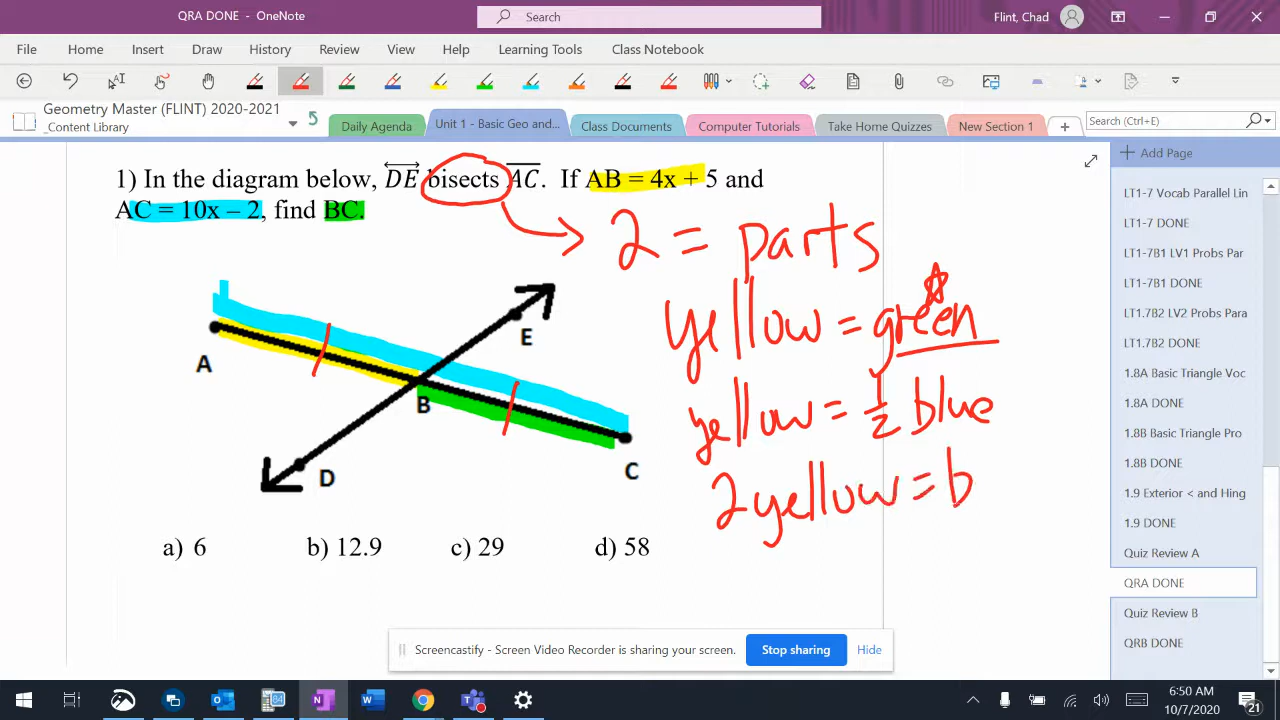 QRA DONE - OneNote
Search
Flint, Chad
File Home Insert Draw History Review View Help Learning Tools Class Notebook
Geometry Master (FLINT) 2020-2021
_Content Library
Daily Agenda
Unit 1 - Basic Geo and...
Class Documents
Computer Tutorials
Take Home Quizzes
New Section 1
Search (Ctrl+E)
Add Page
1) In the diagram below, DE bisects AC. If AB = 4x + 5 and
AC = 10x – 2, find BC.
2 = parts
yellow = green
yellow = 1/2 blue
2yellow = b
A
B
C
D
E
a) 6 b) 12.9 c) 29 d) 58
LT1-7 Vocab Parallel Lin
LT1-7 DONE
LT1-7B1 LV1 Probs Par
LT1-7B1 DONE
LT1.7B2 LV2 Probs Para
LT1.7B2 DONE
1.8A Basic Triangle Voc
1.8A DONE
1.8B Basic Triangle Pro
1.8B DONE
1.9 Exterior < and Hing
1.9 DONE
Quiz Review A
QRA DONE
Quiz Review B
QRB DONE
Screencastify - Screen Video Recorder is sharing your screen.
Stop sharing
Hide
6:50 AM
10/7/2020
21